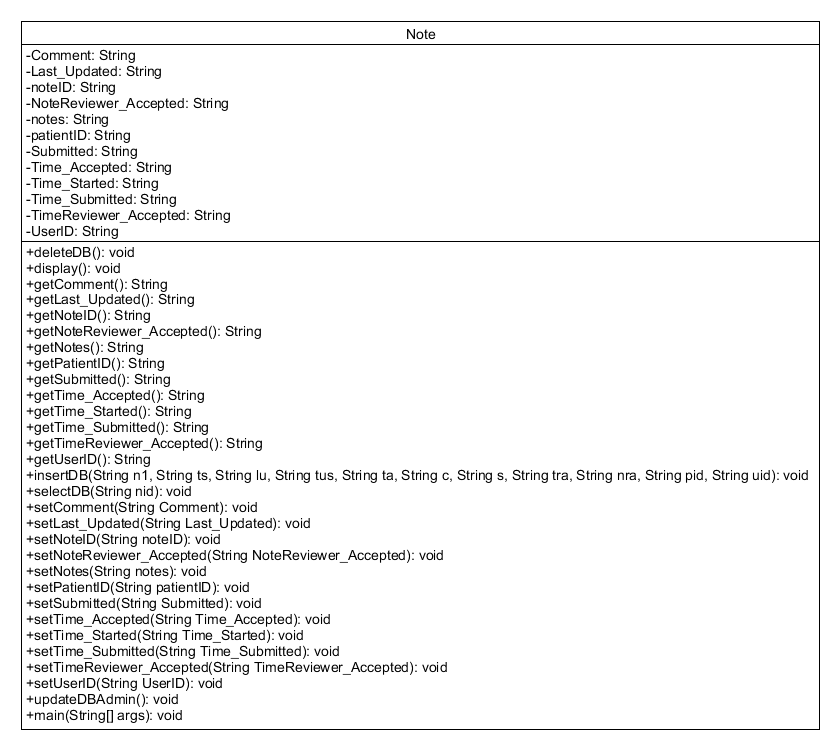 Note
-Comment: String
-Last_Updated: String
-noteID: String
-NoteReviewer_Accepted: String
-notes: String
-patientID: String
-Submitted: String
-Time_Accepted: String
-Time_Started: String
-Time_Submitted: String
-TimeReviewer_Accepted: String
-UserID: String
+deleteDB(): void
+display(): void
+getComment(): String
+getLast_Updated(): String
+getNoteID(): String
+getNoteReviewer_Accepted(): String
+getNotes(): String
+getPatientID(): String
+getSubmitted(): String
+getTime_Accepted(): String
+getTime_Started(): String
+getTime_Submitted(): String
+getTimeReviewer_Accepted(): String
+getUserID(): String
+insertDB(String n1, String ts, String lu, String tus, String ta, String c, String s, String tra, String nra, String pid, String uid): void
+selectDB(String nid): void
+setComment(String Comment): void
+setLast_Updated(String Last_Updated): void
+setNoteID(String noteID): void
+setNoteReviewer_Accepted(String NoteReviewer_Accepted): void
+setNotes(String notes): void
+setPatientID(String patientID): void
+setSubmitted(String Submitted): void
+setTime_Accepted(String Time_Accepted): void
+setTime_Started(String Time_Started): void
+setTime_Submitted(String Time_Submitted): void
+setTimeReviewer_Accepted(String TimeReviewer_Accepted): void
+setUserID(String UserID): void
+updateDBAdmin(): void
+main(String[] args): void